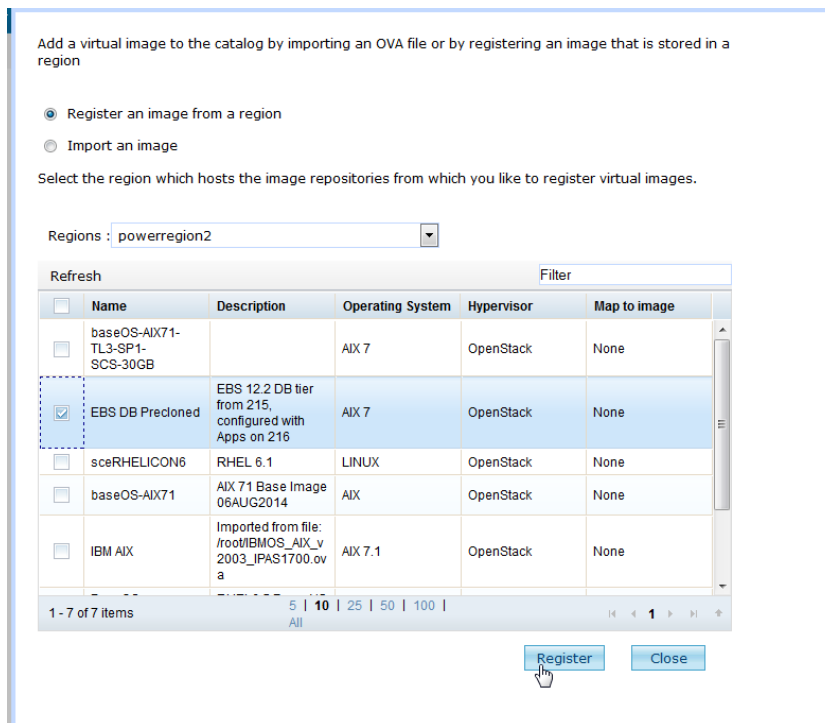 Add a virtual image to the catalog by importing an OVA file or by registering an image that is stored in a
region
Register an image from a region
Import an image
Select the region which hosts the image repositories from which you like to register virtual images.
Regions : powerregion2
Refresh
Filter
Name Description Operating System Hypervisor Map to image
baseOS-AIX71-
TL3-SP1-
SCS-30GB
AIX 7 OpenStack None
EBS DB Precloned
EBS 12.2 DB tier
from 215,
configured with
Apps on 216
AIX 7 OpenStack None
sceRHELICON6 RHEL 6.1 LINUX OpenStack None
baseOS-AIX71
AIX 71 Base Image
06AUG2014
AIX OpenStack None
IBM AIX
Imported from file:
/root/IBMOS_AIX_v
2003_IPAS1700.ov
a
AIX 7.1 OpenStack None
1 - 7 of 7 items
5 | 10 | 25 | 50 | 100 |
All
1
Register Close